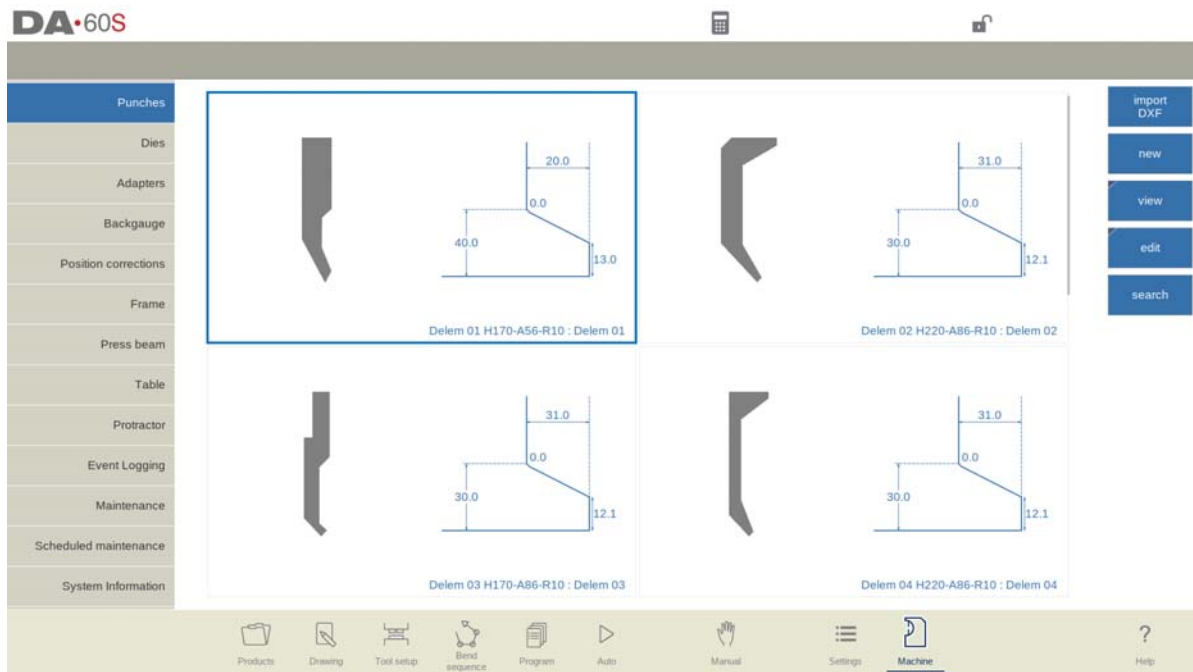 DA·60S
Punches
Dies
Adapters
Backgauge
Position corrections
Frame
Press beam
Table
Protractor
Event Logging
Maintenance
Scheduled maintenance
System Information
20.0
0.0
40.0
13.0
Delem 01 H170-A56-R10 : Delem 01
31.0
0.0
30.0
12.1
Delem 02 H220-A86-R10 : Delem 02
31.0
0.0
30.0
12.1
Delem 03 H170-A86-R10 : Delem 03
31.0
0.0
30.0
12.1
Delem 04 H220-A86-R10 : Delem 04
import
DXF
new
view
edit
search
Products
Drawing
Tool setup
Bend
sequence
Program
Auto
Manual
Settings
Machine
?
Help